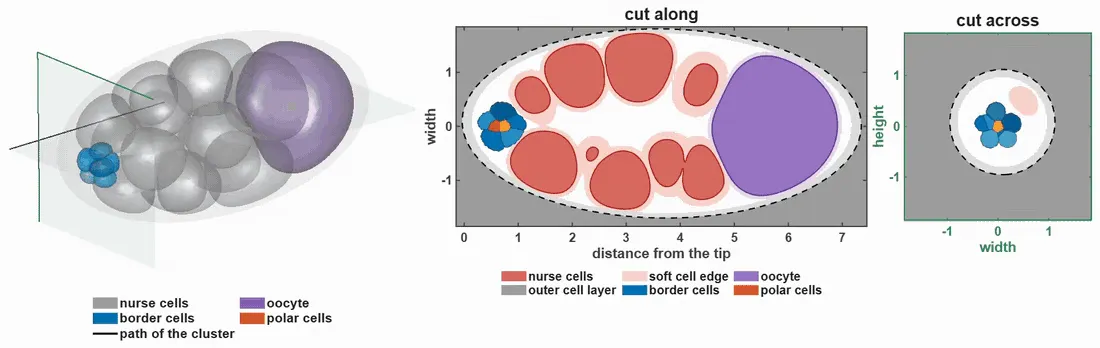 cut along
cut across
width
1
0
-1
0
1
2
3
4
5
6
7
distance from the tip
height
1
0
-1
-1
0
1
width
nurse cells
oocyte
border cells
polar cells
path of the cluster
nurse cells
soft cell edge
oocyte
outer cell layer
border cells
polar cells